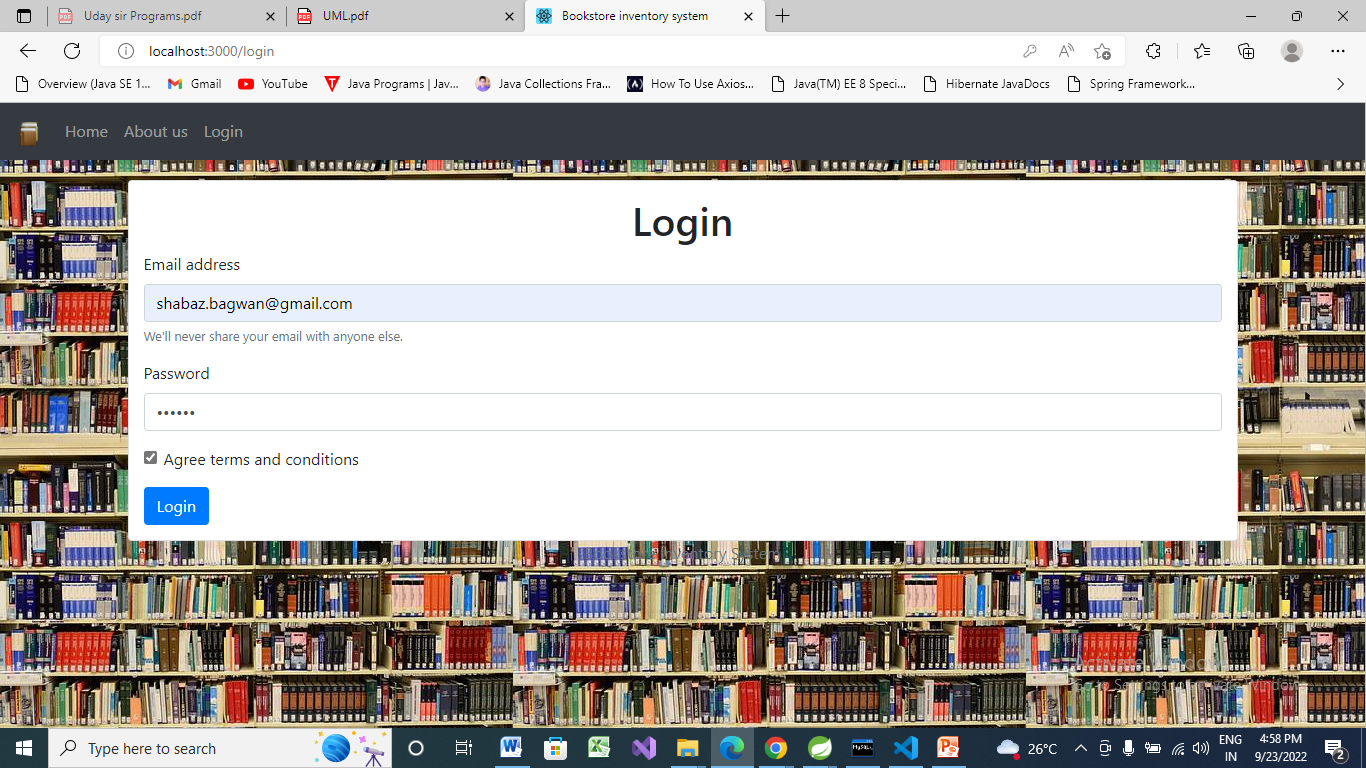 Uday sir Programs.pdf
UML.pdf
Bookstore inventory system
localhost:3000/login
Overview (Java SE 1...
Gmail
YouTube
Java Programs | Jav...
Java Collections Fra...
How To Use Axios...
Java(TM) EE 8 Speci...
Hibernate JavaDocs
Spring Framework...
Home About us Login
Login
Email address
shabaz.bagwan@gmail.com
We'll never share your email with anyone else.
Password
••••••
Agree terms and conditions
Login
Inventory System
Type here to search
26°C
ENG
IN
4:58 PM
9/23/2022
2